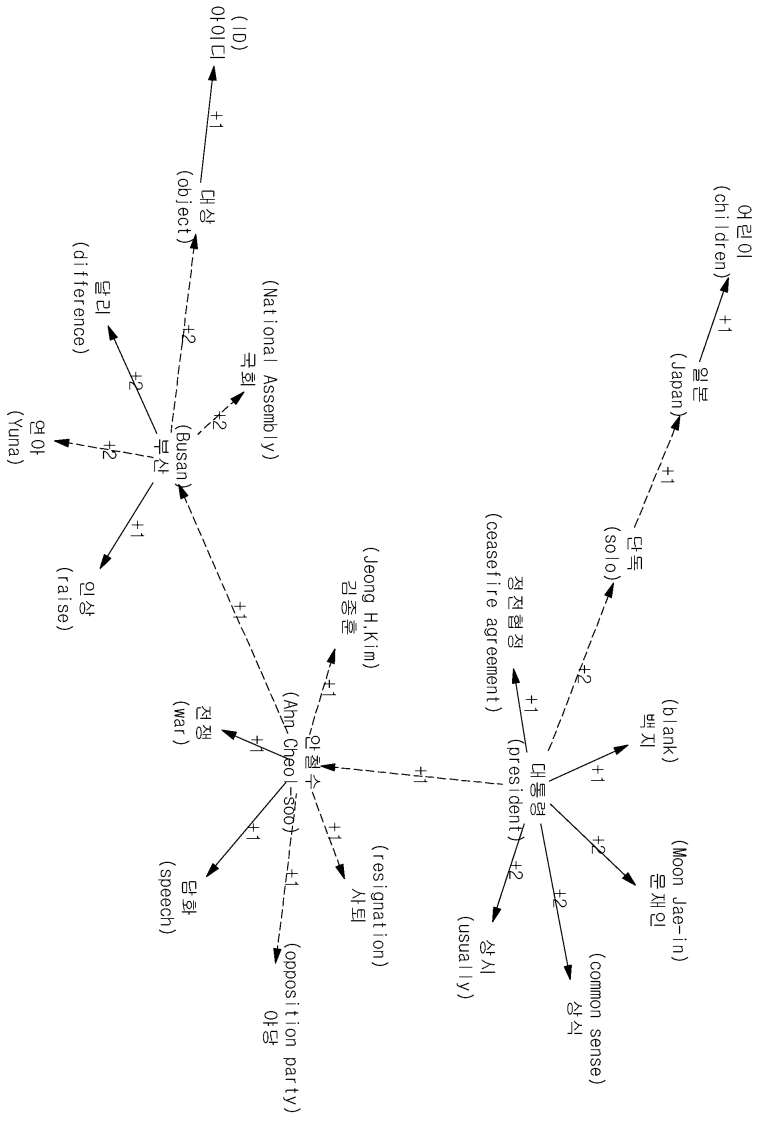 어린이
(children)
+1
일본
(Japan)
+1
(Moon Jae-in)
문재인
(blank)
백지
단독
(solo)
+1
+2
+2
(common sense)
상식
+2
+1
대통령
(president)
정전협정
(ceasefire agreement)
+2
상시
(usually)
+1
(resignation)
사퇴
(Jeong H,Kim)
김종훈
+1
+1
안철수
(Ahn Cheol-soo)
+1
(opposition party)
야당
(National Assembly)
국회
+1
+1
+1
(ID)
아이디
+2
+1
대상
(object)
전쟁
(war)
+2
담화
(speech)
(Busan)
부산
+2
+1
+2
달리
(difference)
인상
(raise)
연아
(Yuna)